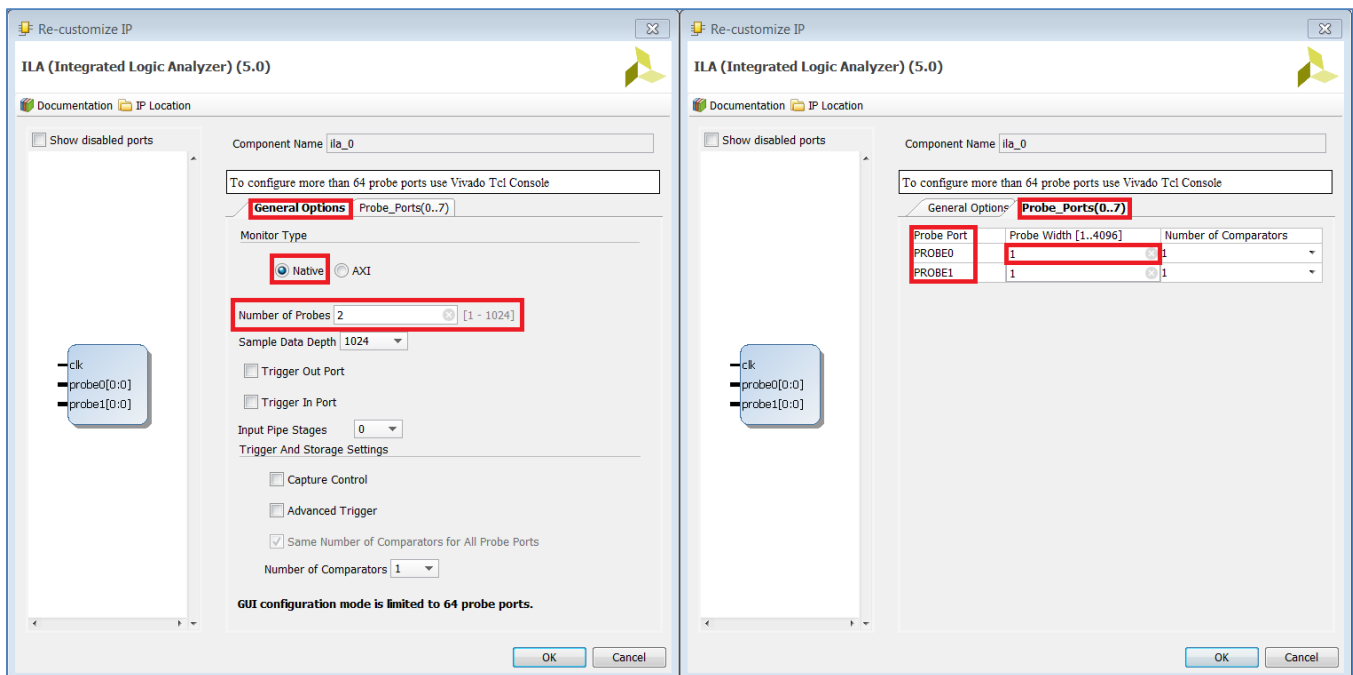 Re-customize IP
ILA (Integrated Logic Analyzer) (5.0)
Documentation IP Location
Show disabled ports
Component Name ila_0
To configure more than 64 probe ports use Vivado Tcl Console
General Options Probe_Ports(0..7)
Monitor Type
Native AXI
Number of Probes 2 [1 - 1024]
Sample Data Depth 1024
clk
probe0[0:0]
probe1[0:0]
Trigger Out Port
Trigger In Port
Input Pipe Stages 0
Trigger And Storage Settings
Capture Control
Advanced Trigger
Same Number of Comparators for All Probe Ports
Number of Comparators 1
GUI configuration mode is limited to 64 probe ports.
OK Cancel
Re-customize IP
ILA (Integrated Logic Analyzer) (5.0)
Documentation IP Location
Show disabled ports
Component Name ila_0
To configure more than 64 probe ports use Vivado Tcl Console
General Options Probe_Ports(0..7)
Probe Port Probe Width [1..4096] Number of Comparators
PROBE0 1 1
PROBE1 1 1
clk
probe0[0:0]
probe1[0:0]
OK Cancel